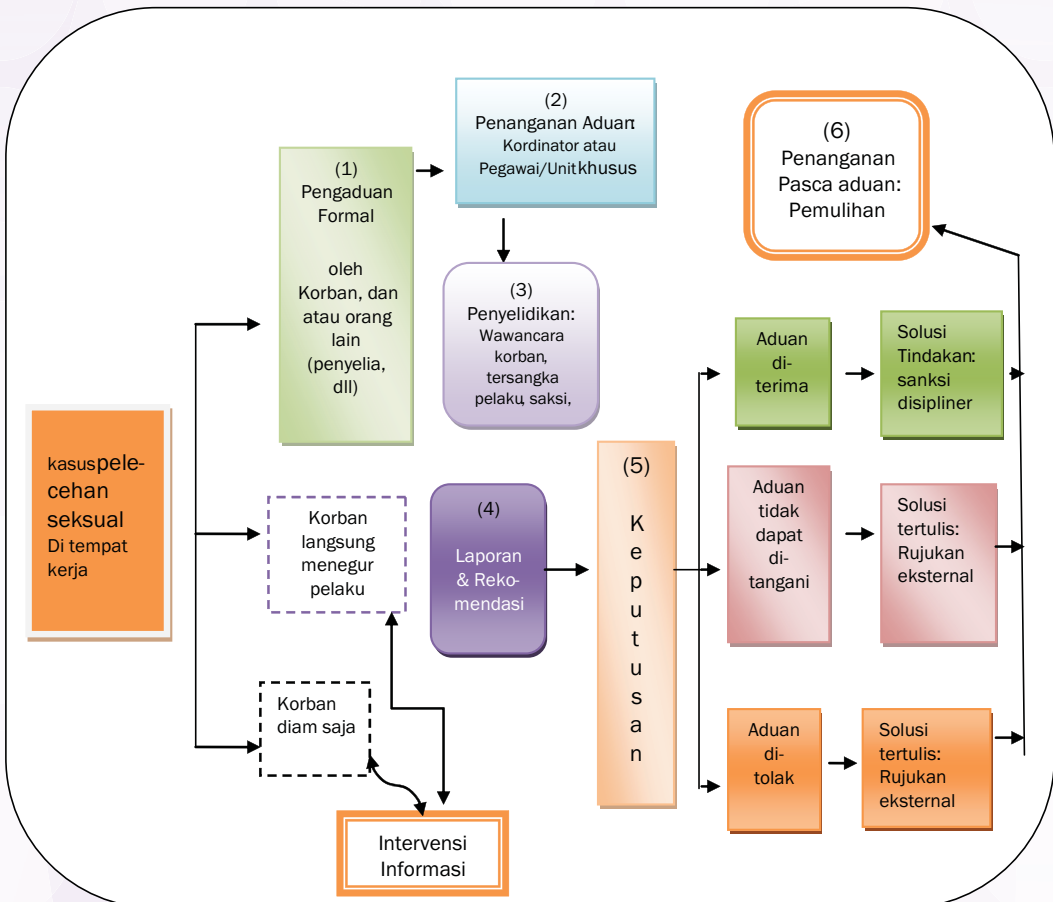 kasuspele-
cehan
seksual
Di tempat
kerja
(1)
Pengaduan
Formal
oleh
Korban, dan
atau orang
lain
(penyelia,
dll)
(2)
Penanganan Aduan:
Kordinator atau
Pegawai/Unitkhusus
(3)
Penyelidikan:
Wawancara
korban,
tersangka
pelaku, saksi,
Korban
langsung
menegur
pelaku
Korban
diam saja
Intervensi
Informasi
(4)
Laporan
& Reko-
mendasi
(5)
K
e
p
u
t
u
s
a
n
Aduan
di-
terima
Solusi
Tindakan:
sanksi
disipliner
Aduan
tidak
dapat
di-
tangani
Solusi
tertulis:
Rujukan
eksternal
Aduan
di-
tolak
Solusi
tertulis:
Rujukan
eksternal
(6)
Penanganan
Pasca aduan:
Pemulihan